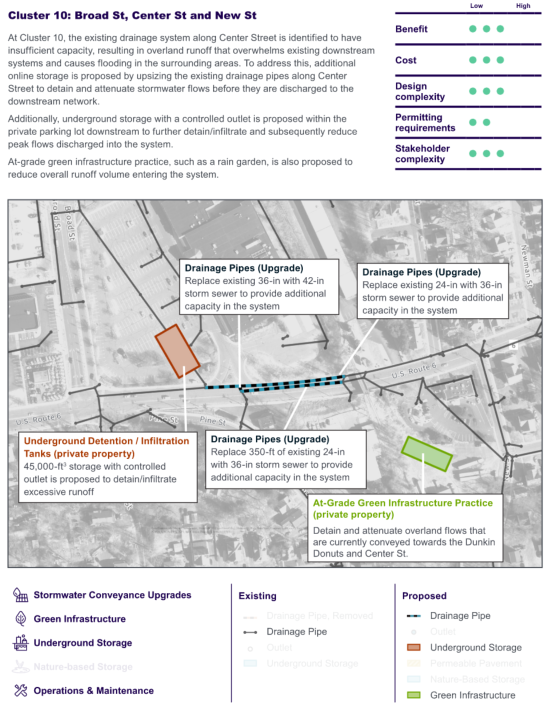 Cluster 10: Broad St, Center St and New St
At Cluster 10, the existing drainage system along Center Street is identified to have
insufficient capacity, resulting in overland runoff that overwhelms existing downstream
systems and causes flooding in the surrounding areas. To address this, additional
online storage is proposed by upsizing the existing drainage pipes along Center
Street to detain and attenuate stormwater flows before they are discharged to the
downstream network.
Additionally, underground storage with a controlled outlet is proposed within the
private parking lot downstream to further detain/infiltrate and subsequently reduce
peak flows discharged into the system.
At-grade green infrastructure practice, such as a rain garden, is also proposed to
reduce overall runoff volume entering the system.
Low High
Benefit
Cost
Design
complexity
Permitting
requirements
Stakeholder
complexity
Broad St
Broad St
Newman St
Drainage Pipes (Upgrade)
Replace existing 36-in with 42-in
storm sewer to provide additional
capacity in the system
Drainage Pipes (Upgrade)
Replace existing 24-in with 36-in
storm sewer to provide additional
capacity in the system
U.S. Route 6
U.S. Route 6
Pine St
Pine St
Underground Detention / Infiltration
Tanks (private property)
45,000-ft³ storage with controlled
outlet is proposed to detain/infiltrate
excessive runoff
Drainage Pipes (Upgrade)
Replace 350-ft of existing 24-in
with 36-in storm sewer to provide
additional capacity in the system
At-Grade Green Infrastructure Practice
(private property)
Detain and attenuate overland flows that
are currently conveyed towards the Dunkin
Donuts and Center St.
Stormwater Conveyance Upgrades
Green Infrastructure
Underground Storage
Nature-based Storage
Operations & Maintenance
Existing
Drainage Pipe, Removed
Drainage Pipe
Outlet
Underground Storage
Proposed
Drainage Pipe
Outlet
Underground Storage
Permeable Pavement
Nature-Based Storage
Green Infrastructure